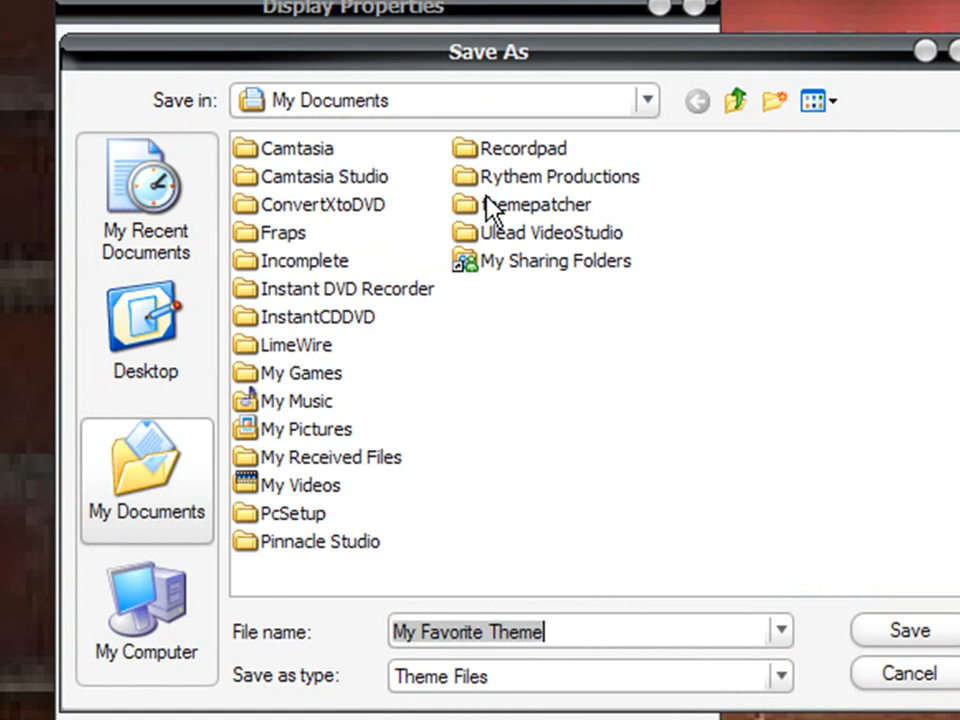 Display Properties
Save As
Save in:
My Documents
My Recent
Documents
Desktop
My Documents
My Computer
Camtasia
Camtasia Studio
ConvertXtoDVD
Fraps
Incomplete
Instant DVD Recorder
InstantCDDVD
LimeWire
My Games
My Music
My Pictures
My Received Files
My Videos
PcSetup
Pinnacle Studio
Recordpad
Rythem Productions
themepatcher
Ulead VideoStudio
My Sharing Folders
File name:
My Favorite Theme
Save
Save as type:
Theme Files
Cancel